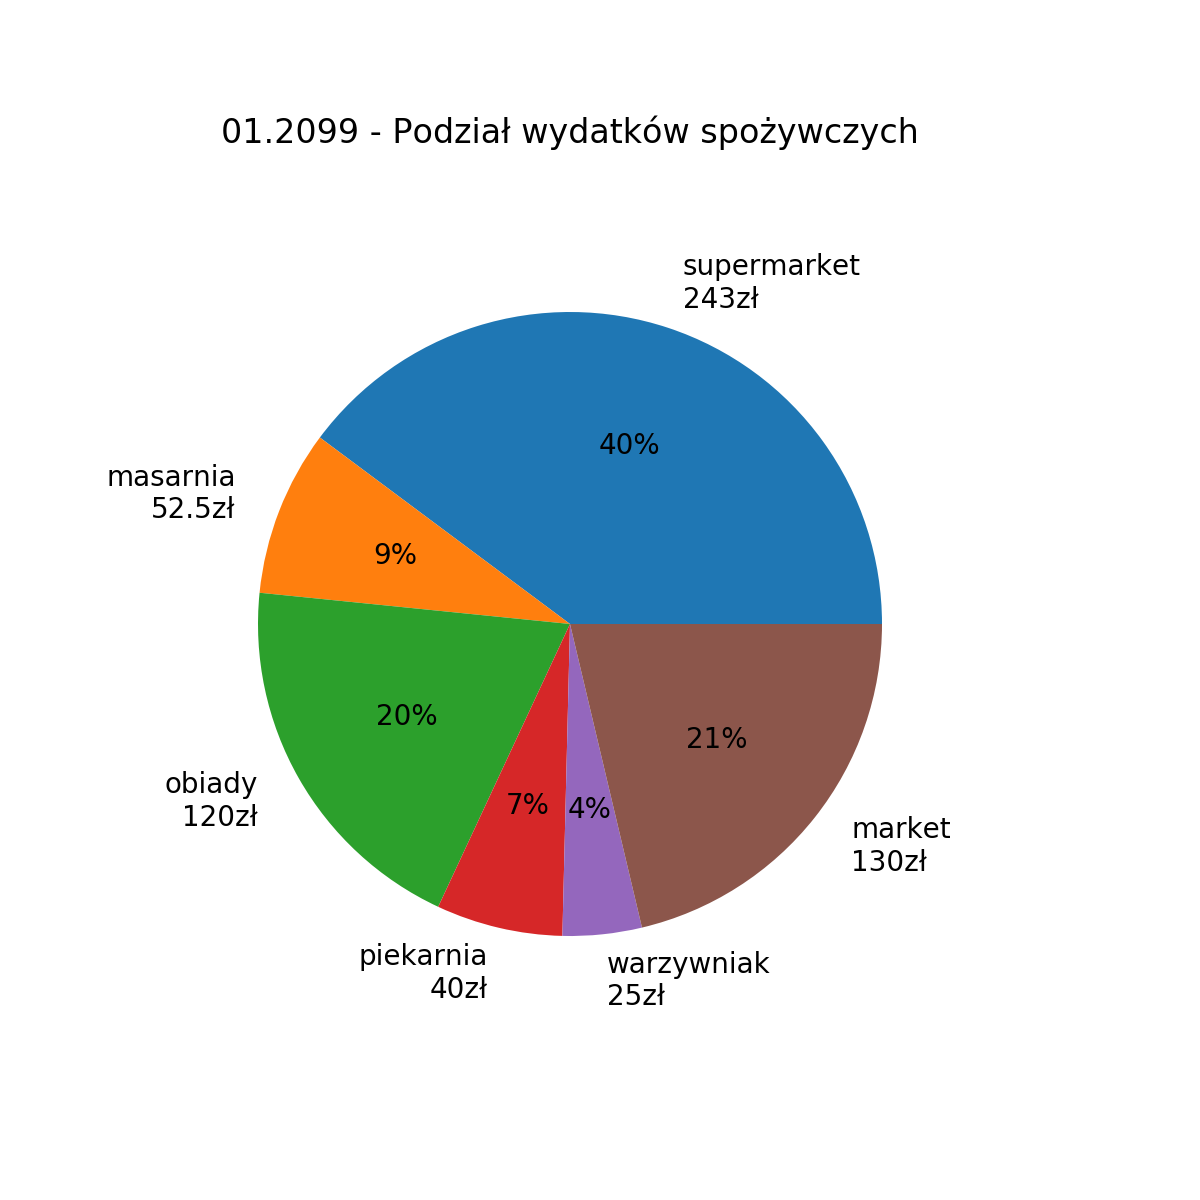 01.2099 - Podział wydatków spożywczych
supermarket
243zł
40%
masarnia
52.5zł
9%
20%
obiady
120zł
7%
4%
21%
piekarnia
40zł
warzywniak
25zł
market
130zł